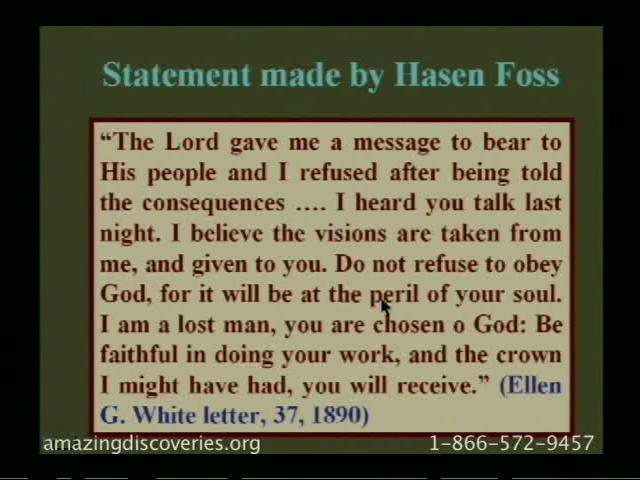 Statement made by Hasen Foss
“The Lord gave me a message to bear to
His people and I refused after being told
the consequences …. I heard you talk last
night. I believe the visions are taken from
me, and given to you. Do not refuse to obey
God, for it will be at the peril of your soul.
I am a lost man, you are chosen o God: Be
faithful in doing your work, and the crown
I might have had, you will receive.” (Ellen
G. White letter, 37, 1890)
amazingdiscoveries.org 1-866-572-9457